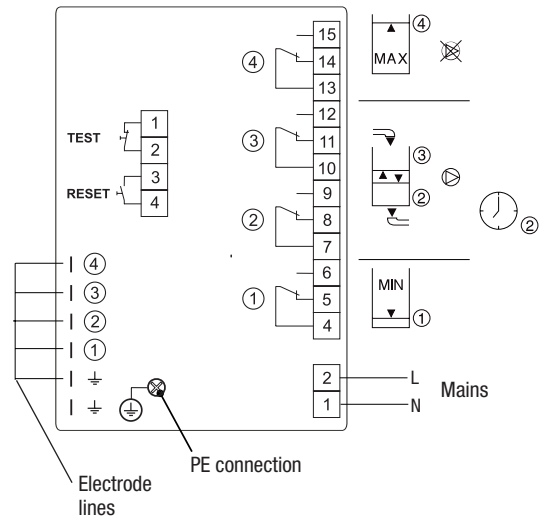 15
④ 14
13
12
③ 11
10
9
② 8
7
6
① 5
4
2 L
1 N
Mains
TEST
1
2
RESET
3
4
④
③
②
①
PE connection
Electrode
lines
④
MAX
③
②
②
MIN
①